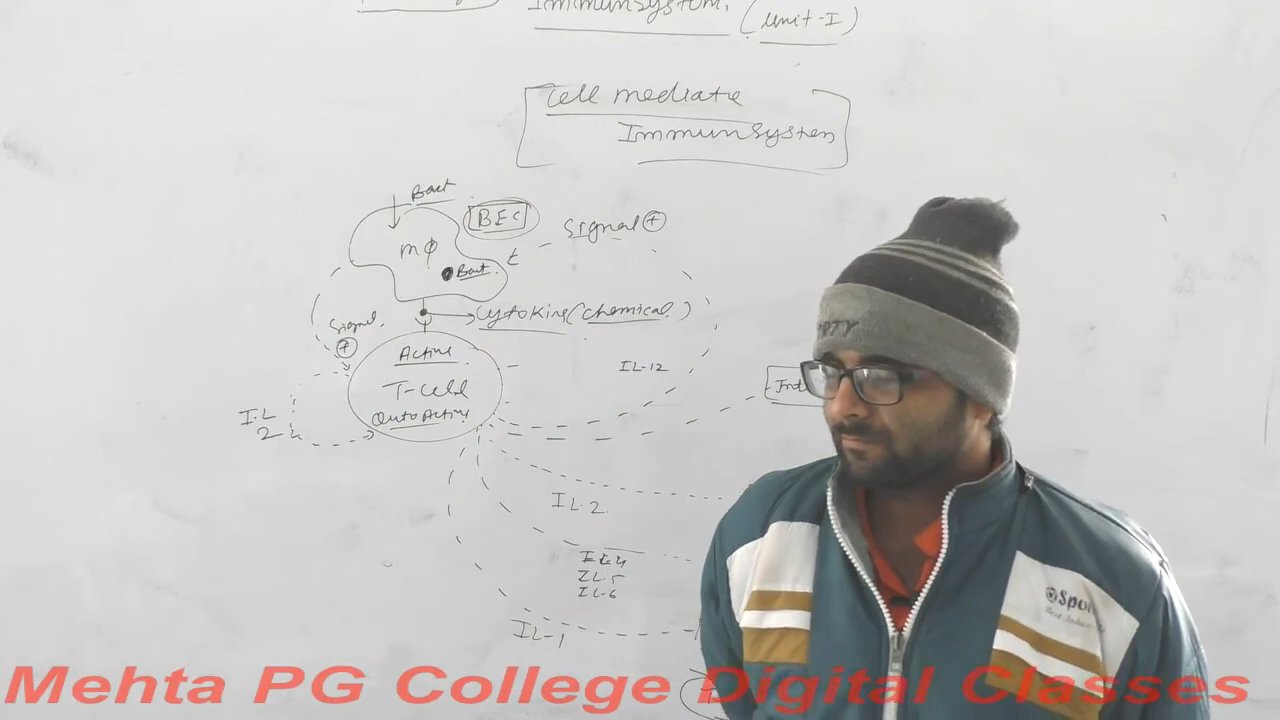 Immunsystem. (unit-I)
Cell mediate
Immunsystem
Bact
BEC
Signal +
mφ
Bact.
t
Cytokine (chemical)
Signal.
+
Active
T-Cell
autoActive
IL-12
IL
2
IL-2
IL-4
IL-5
IL-6
IL-1
RTY
Mehta PG College Digital Classes